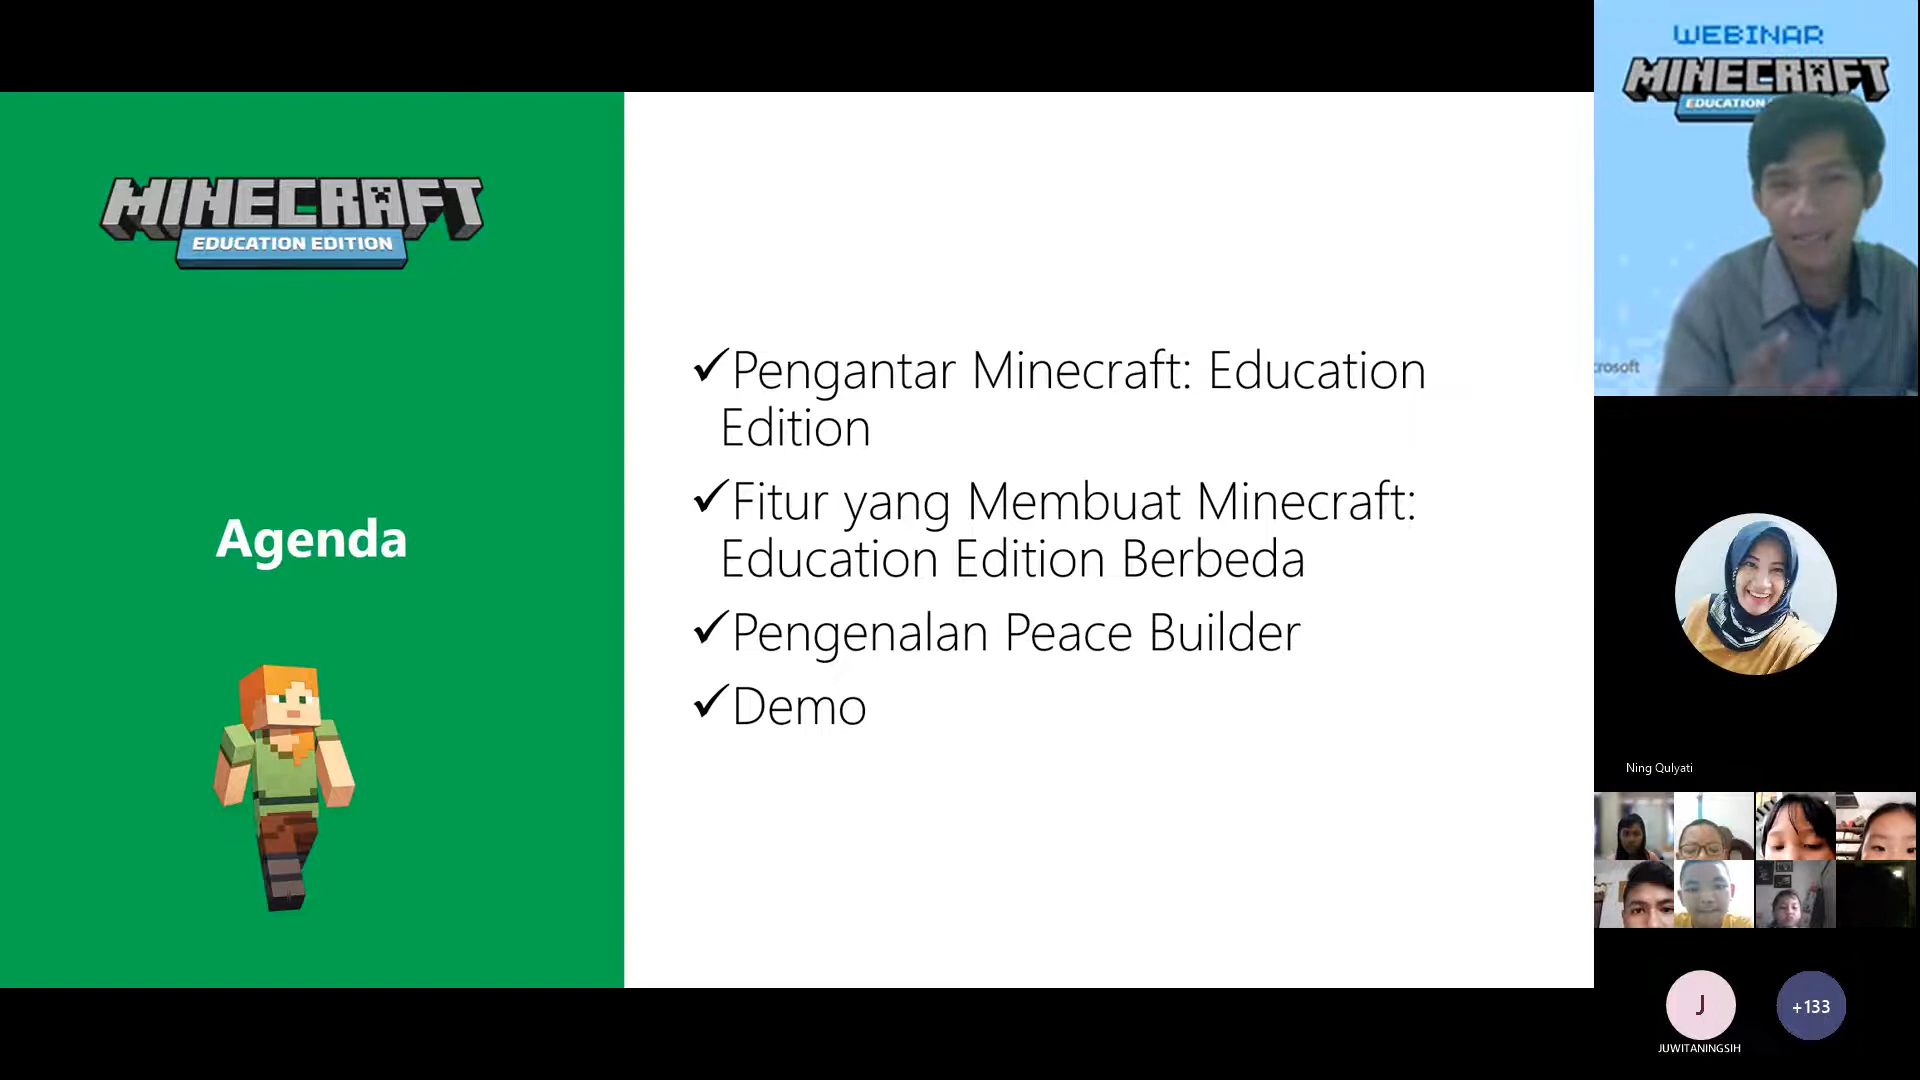 MINECRAFT
EDUCATION EDITION
Agenda
✓Pengantar Minecraft: Education
Edition
✓Fitur yang Membuat Minecraft:
Education Edition Berbeda
✓Pengenalan Peace Builder
✓Demo
WEBINAR
MINECRAFT
EDUCATION
crosoft
Ning Qulyati
J
+133
JUWITANINGSIH